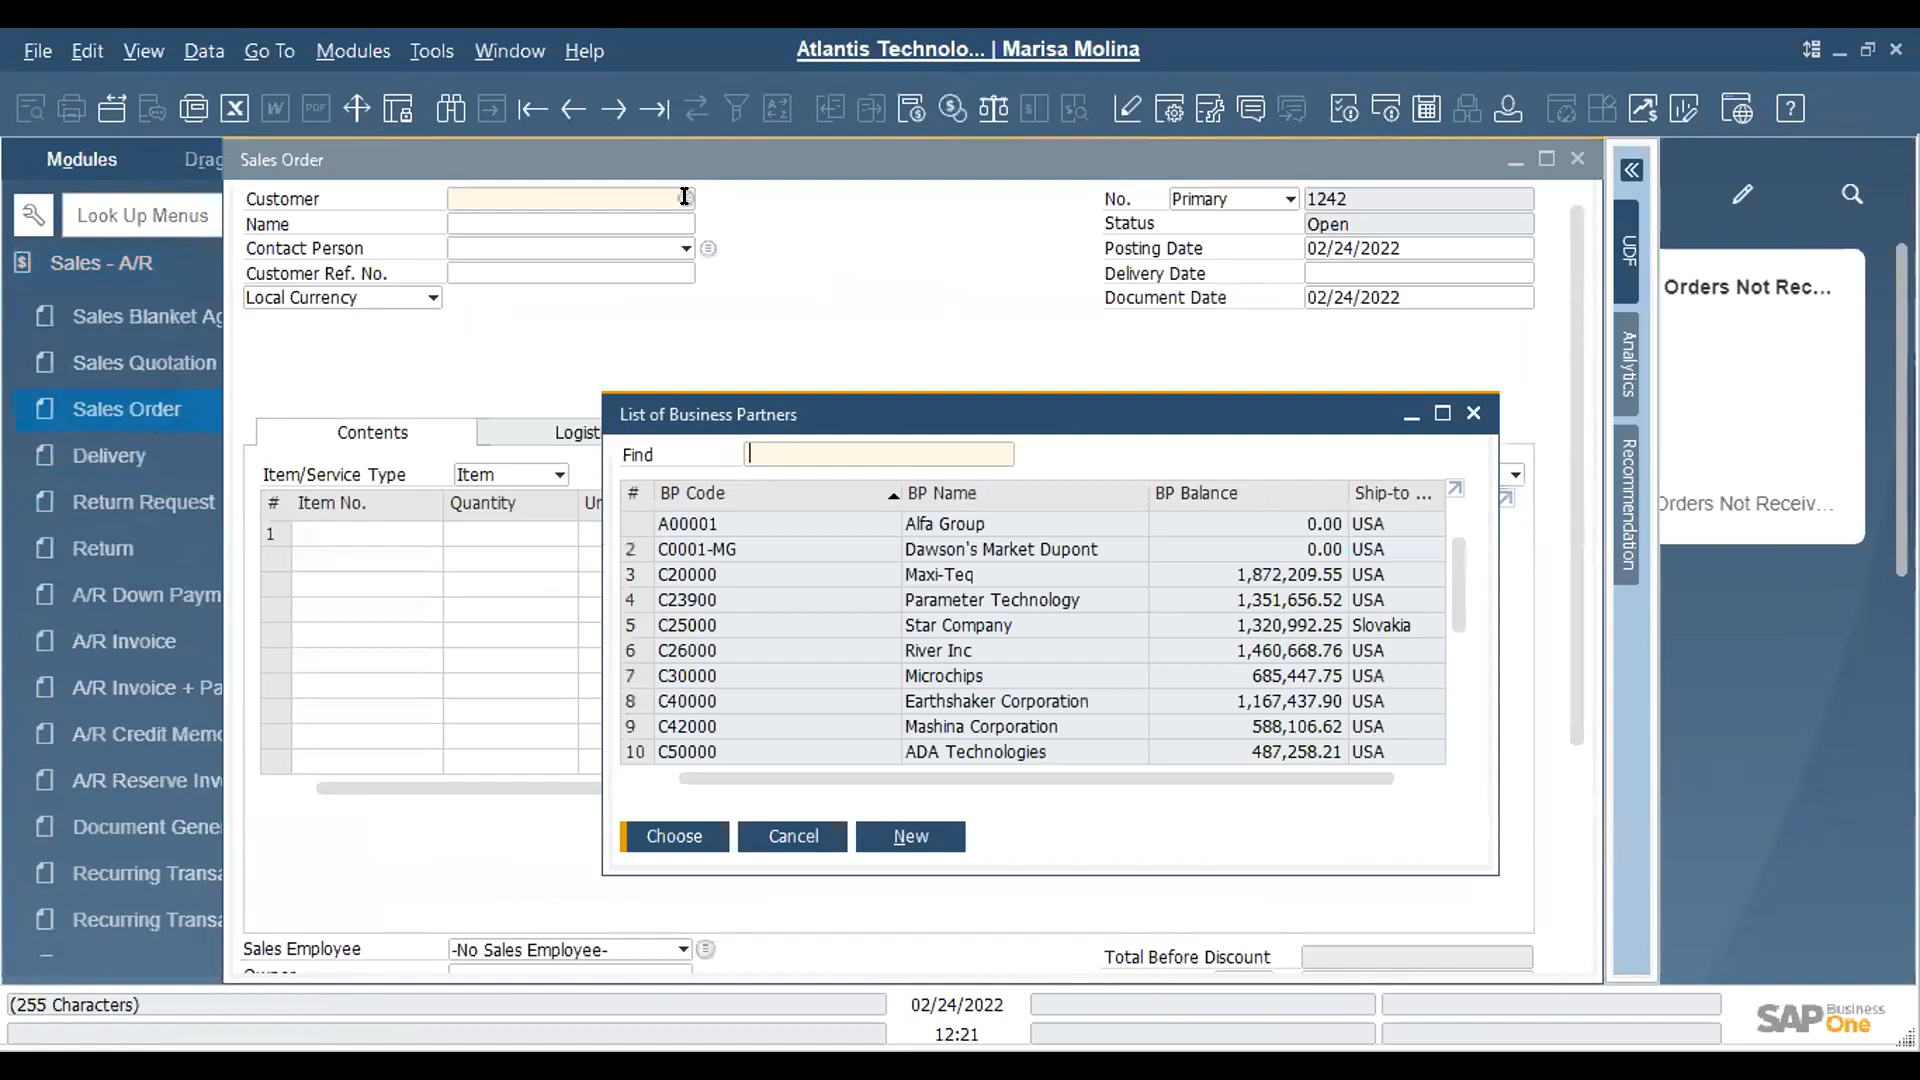 File Edit View Data Go To Modules Tools Window Help
Atlantis Technolo... | Marisa Molina
Modules
Drag
Look Up Menus
Sales - A/R
Sales Blanket Ag
Sales Quotation
Sales Order
Delivery
Return Request
Return
A/R Down Paym
A/R Invoice
A/R Invoice + Pa
A/R Credit Memo
A/R Reserve Inv
Document Gene
Recurring Transa
Recurring Transa
Sales Order
Customer
Name
Contact Person
Customer Ref. No.
Local Currency
No. Primary 1242
Status Open
Posting Date 02/24/2022
Delivery Date
Document Date 02/24/2022
Contents Logist
Item/Service Type Item
# Item No. Quantity Un
1
List of Business Partners
Find
# BP Code BP Name BP Balance Ship-to ...
A00001 Alfa Group 0.00 USA
2 C0001-MG Dawson's Market Dupont 0.00 USA
3 C20000 Maxi-Teq 1,872,209.55 USA
4 C23900 Parameter Technology 1,351,656.52 USA
5 C25000 Star Company 1,320,992.25 Slovakia
6 C26000 River Inc 1,460,668.76 USA
7 C30000 Microchips 685,447.75 USA
8 C40000 Earthshaker Corporation 1,167,437.90 USA
9 C42000 Mashina Corporation 588,106.62 USA
10 C50000 ADA Technologies 487,258.21 USA
Choose Cancel New
Sales Employee -No Sales Employee-
Total Before Discount
UDF
Analytics
Recommendation
Orders Not Rec...
Orders Not Receiv...
(255 Characters)
02/24/2022
12:21
SAP Business One